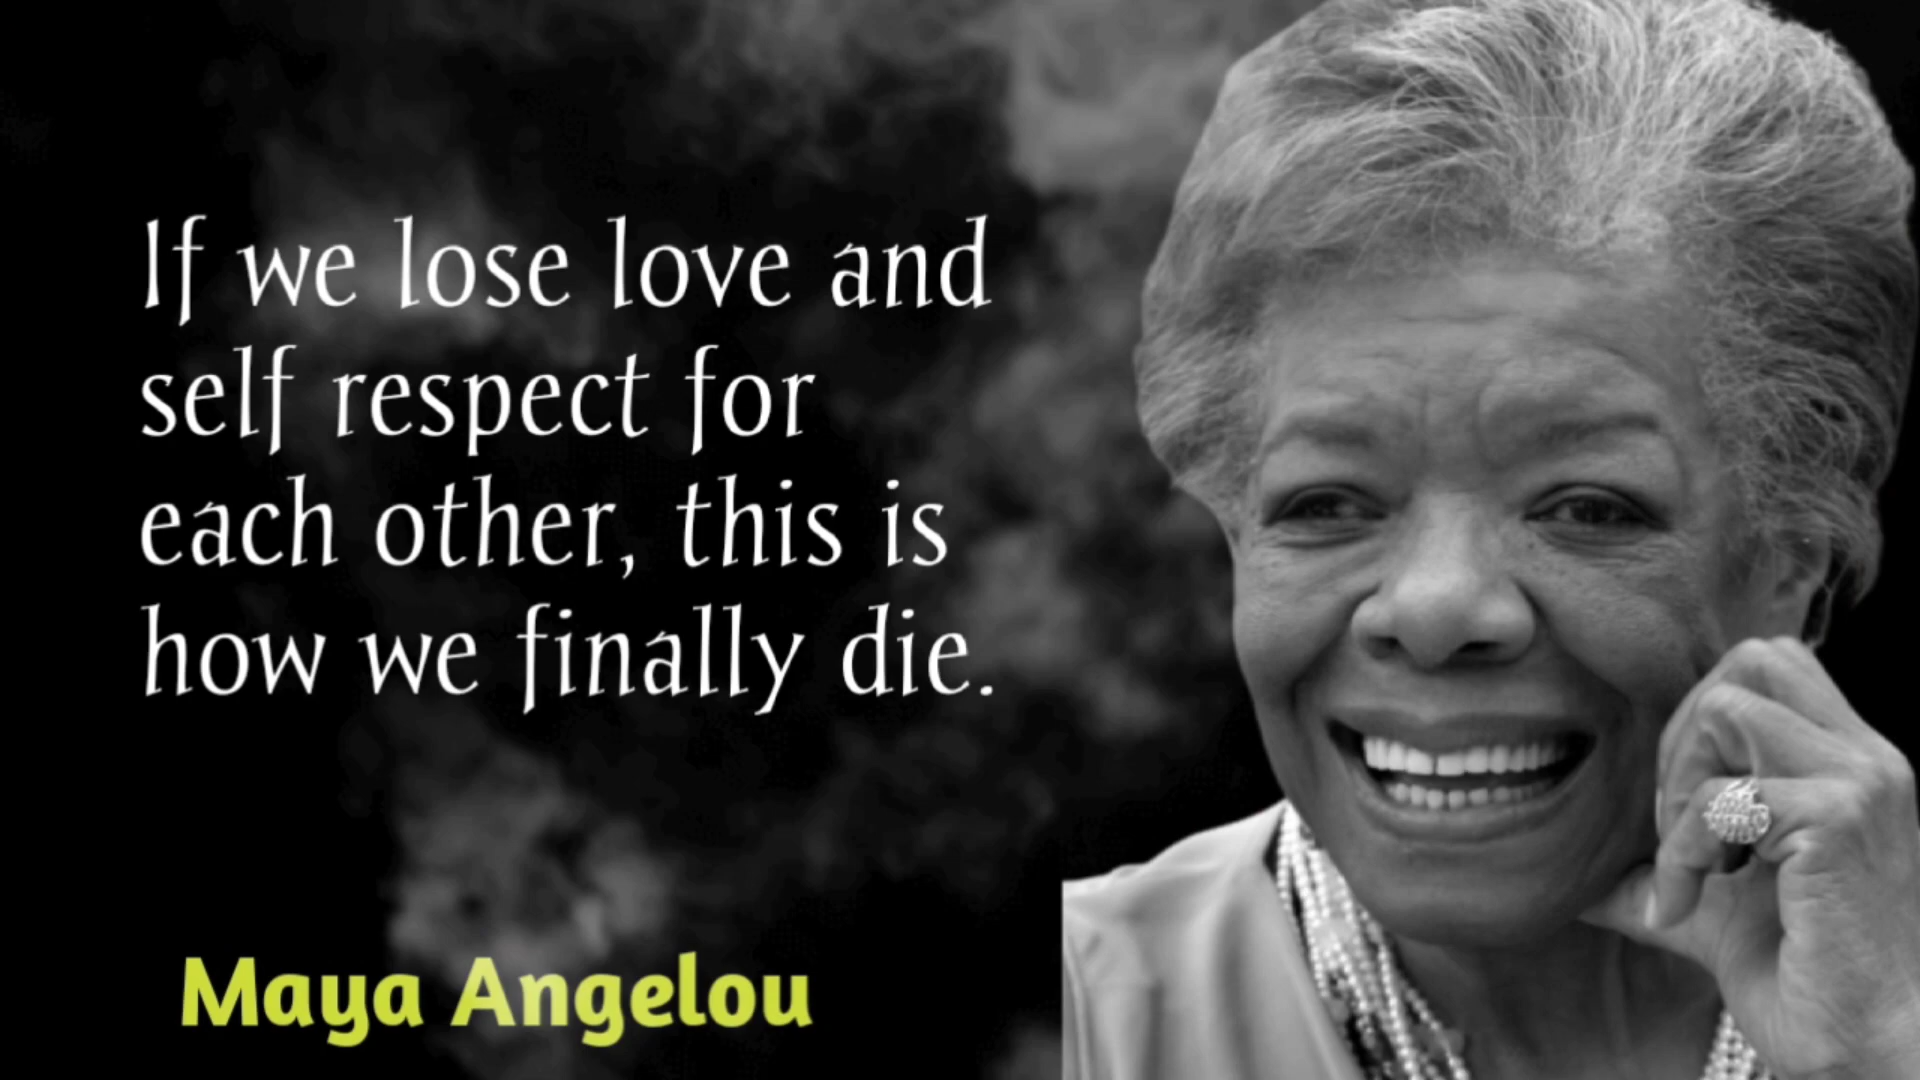 If we lose love and
self respect for
each other, this is
how we finally die.
Maya Angelou